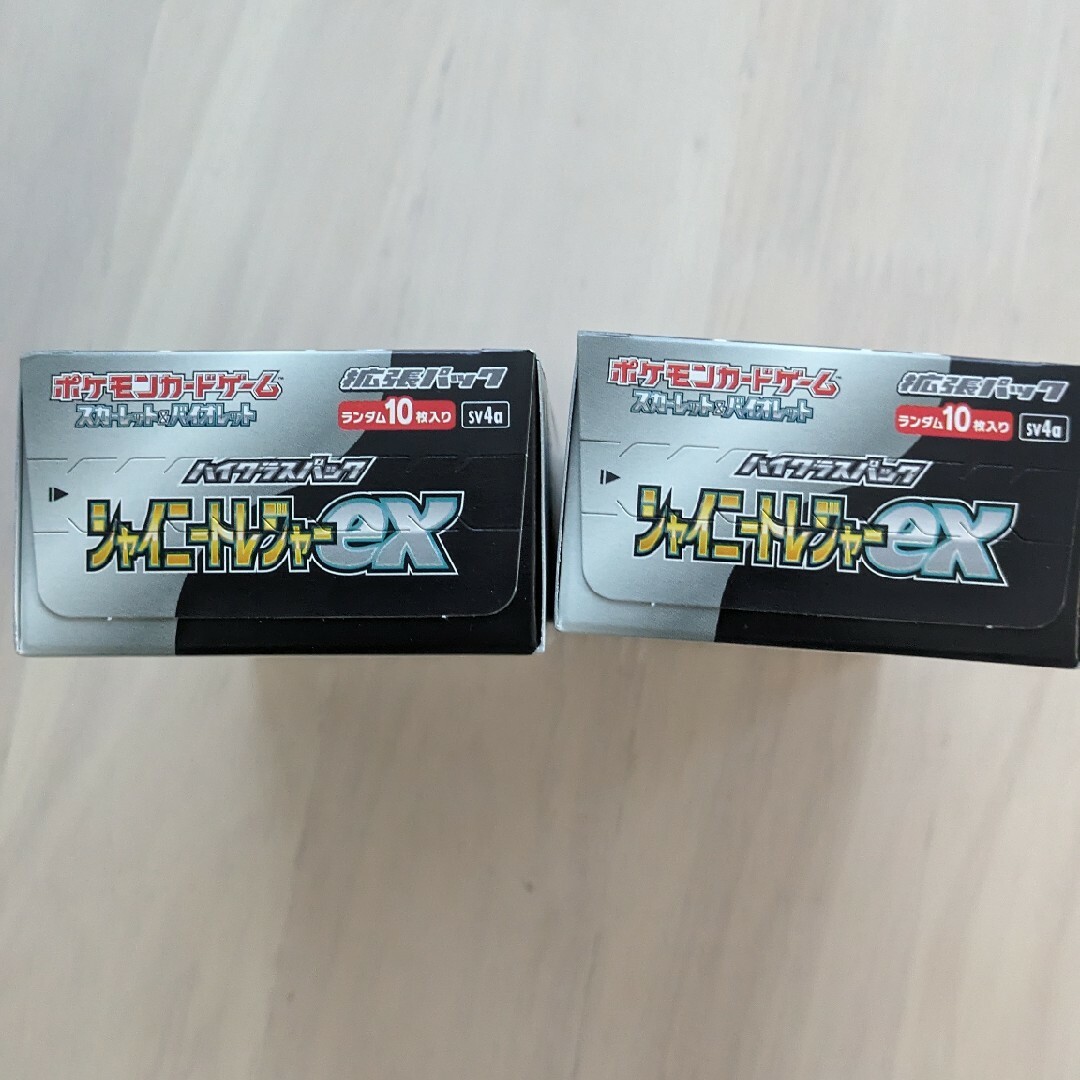 ポケモンカードゲーム
スカーレット&バイオレット
拡張パック
ランダム10枚入り sv4a
ハイクラスパック
シャイニートレジャーex
ポケモンカードゲーム
スカーレット&バイオレット
拡張パック
ランダム10枚入り sv4a
ハイクラスパック
シャイニートレジャーex